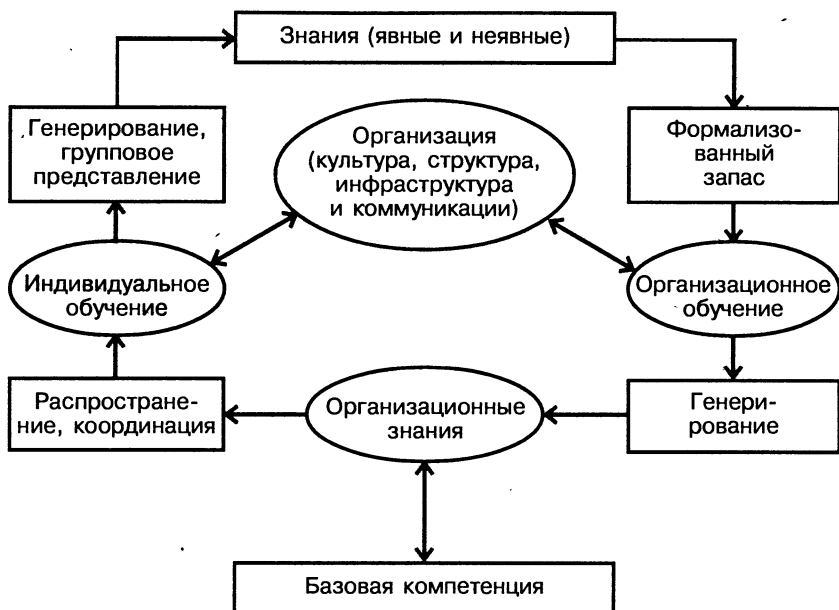 Знания (явные и неявные)
Генерирование,
групповое
представление
Организация
(культура, структура,
инфраструктура
и коммуникации)
Формализо-
ванный
запас
Индивидуальное
обучение
Организационное
обучение
Распростране-
ние, координация
Организационные
знания
Генери-
рование
Базовая компетенция